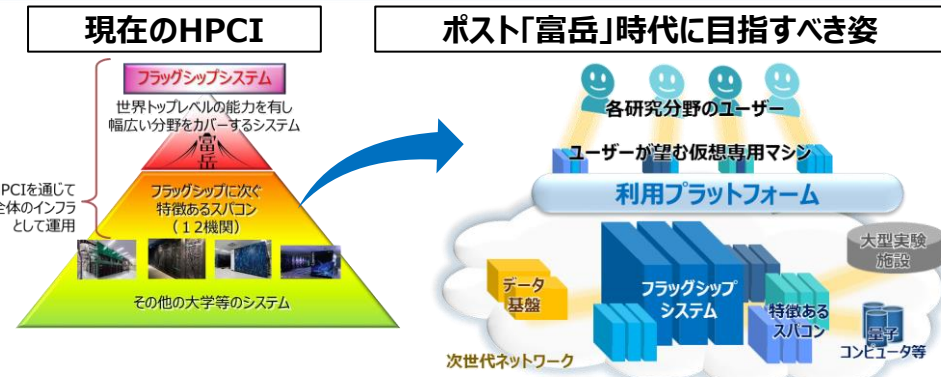 現在のHPCI
フラッグシップシステム
世界トップレベルの能力を有し
幅広い分野をカバーするシステム
富
岳
PCIを通じて
全体のインフラ
として運用
フラッグシップに次ぐ
特徴あるスパコン
(12機関)
その他の大学等のシステム
ポスト「富岳」時代に目指すべき姿
各研究分野のユーザー
ユーザーが望む仮想専用マシン
利用プラットフォーム
大型実験
施設
データ
基盤
フラッグシップ
システム
特徴ある
スパコン
量子
コンピュータ等
次世代ネットワーク